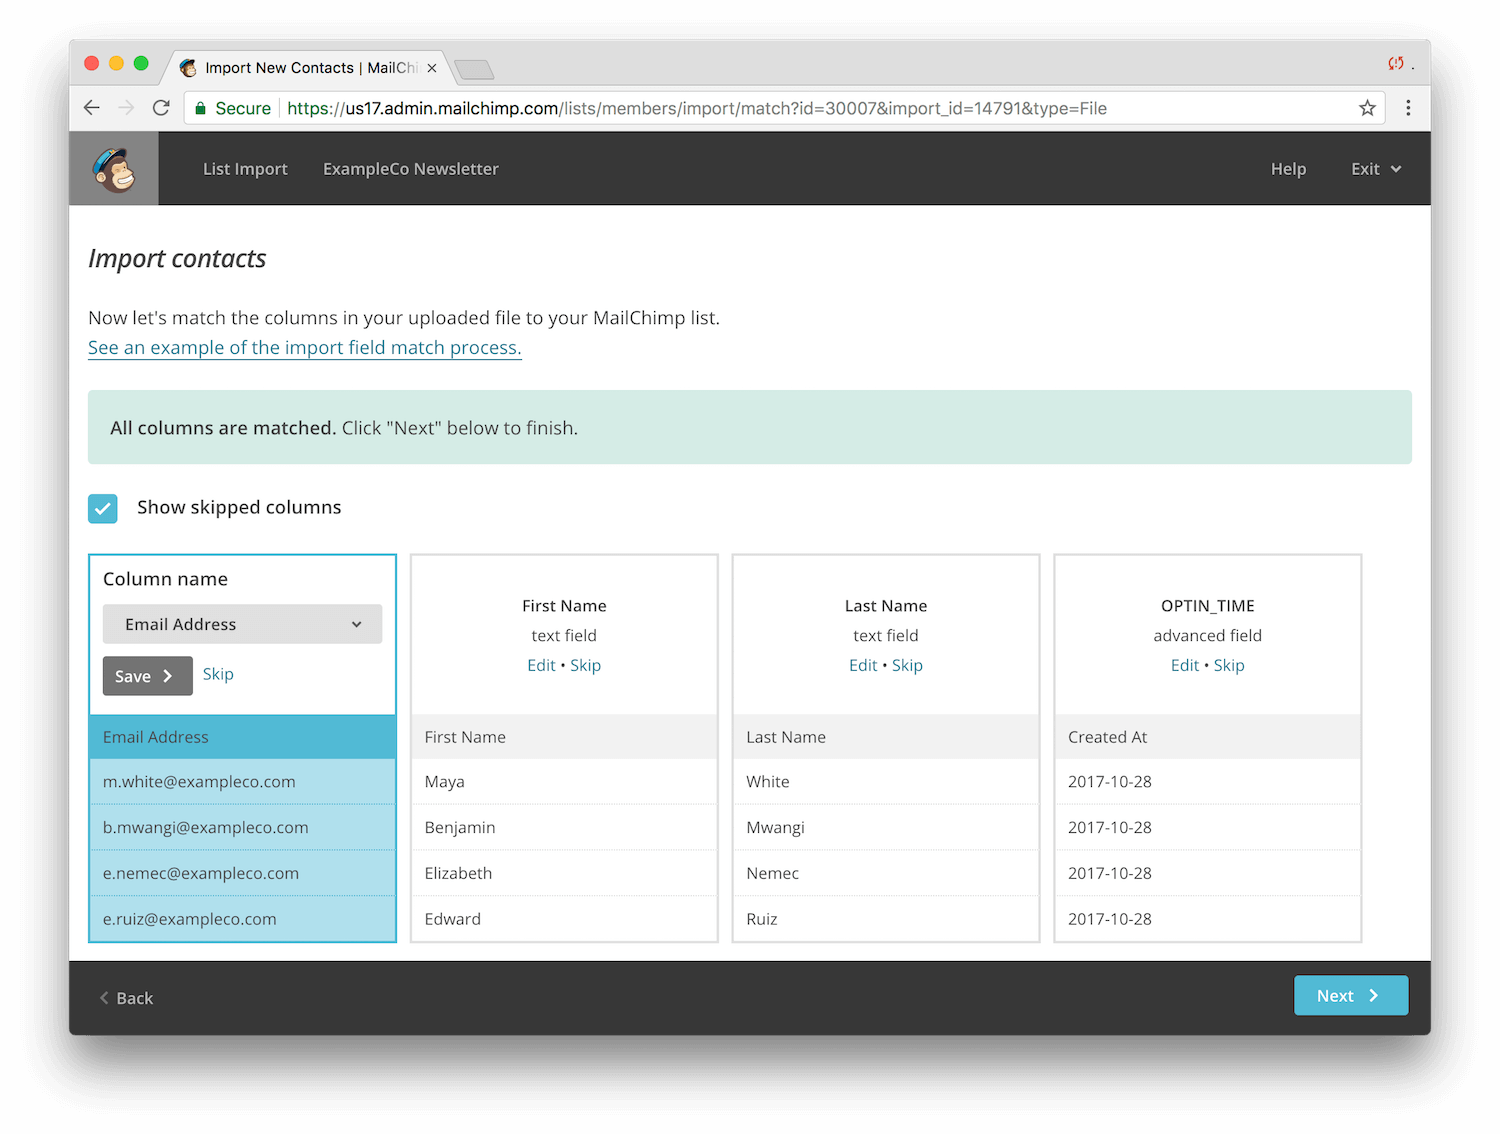 Import New Contacts | MailChi
Secure https://us17.admin.mailchimp.com/lists/members/import/match?id=30007&import_id=14791&type=File
List Import ExampleCo Newsletter Help Exit
Import contacts
Now let's match the columns in your uploaded file to your MailChimp list.
See an example of the import field match process.
All columns are matched. Click "Next" below to finish.
Show skipped columns
Column name
Email Address
Save Skip
First Name
text field
Edit • Skip
Last Name
text field
Edit • Skip
OPTIN_TIME
advanced field
Edit • Skip
Email Address First Name Last Name Created At
m.white@exampleco.com Maya White 2017-10-28
b.mwangi@exampleco.com Benjamin Mwangi 2017-10-28
e.nemec@exampleco.com Elizabeth Nemec 2017-10-28
e.ruiz@exampleco.com Edward Ruiz 2017-10-28
Back Next